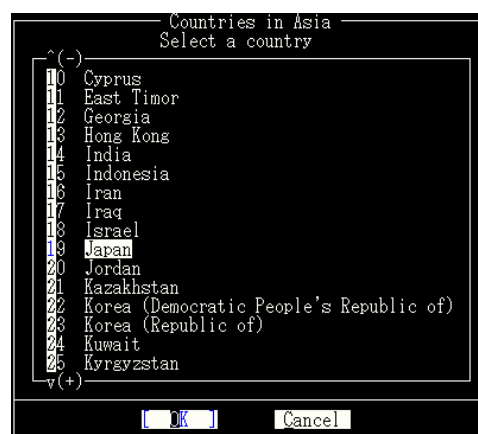 Countries in Asia
Select a country
^(-)
10 Cyprus
11 East Timor
12 Georgia
13 Hong Kong
14 India
15 Indonesia
16 Iran
17 Iraq
18 Israel
19 Japan
20 Jordan
21 Kazakhstan
22 Korea (Democratic People's Republic of)
23 Korea (Republic of)
24 Kuwait
25 Kyrgyzstan
v(+)
[ OK ] Cancel